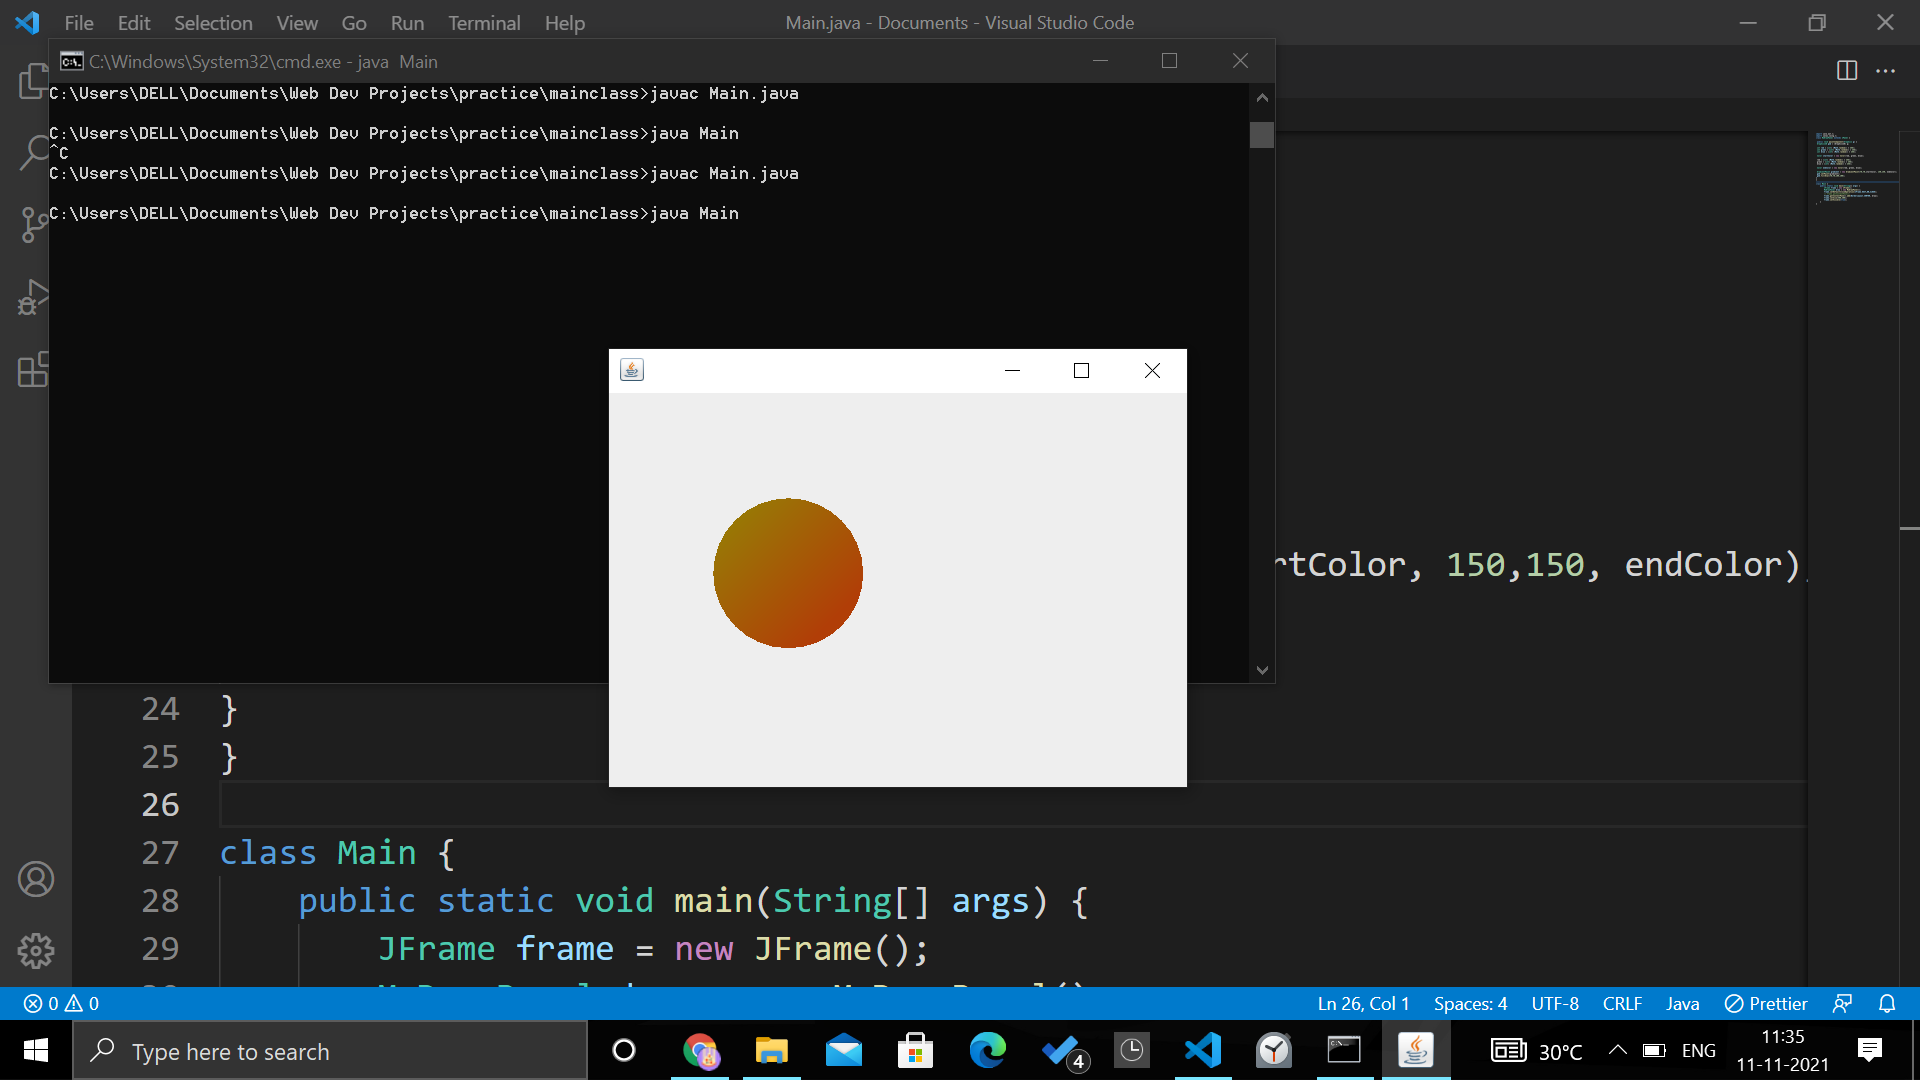 File Edit Selection View Go Run Terminal Help
Main.java - Documents - Visual Studio Code
C:\Windows\System32\cmd.exe - java  Main
C:\Users\DELL\Documents\Web Dev Projects\practice\mainclass>javac Main.java
C:\Users\DELL\Documents\Web Dev Projects\practice\mainclass>java Main
^C
C:\Users\DELL\Documents\Web Dev Projects\practice\mainclass>javac Main.java
C:\Users\DELL\Documents\Web Dev Projects\practice\mainclass>java Main
rtColor, 150,150, endColor)
24 }
25 }
26
27 class Main {
28 public static void main(String[] args) {
29 JFrame frame = new JFrame();
0 0
Ln 26, Col 1 Spaces: 4 UTF-8 CRLF Java Prettier
Type here to search
4
30°C
ENG
11:35
11-11-2021